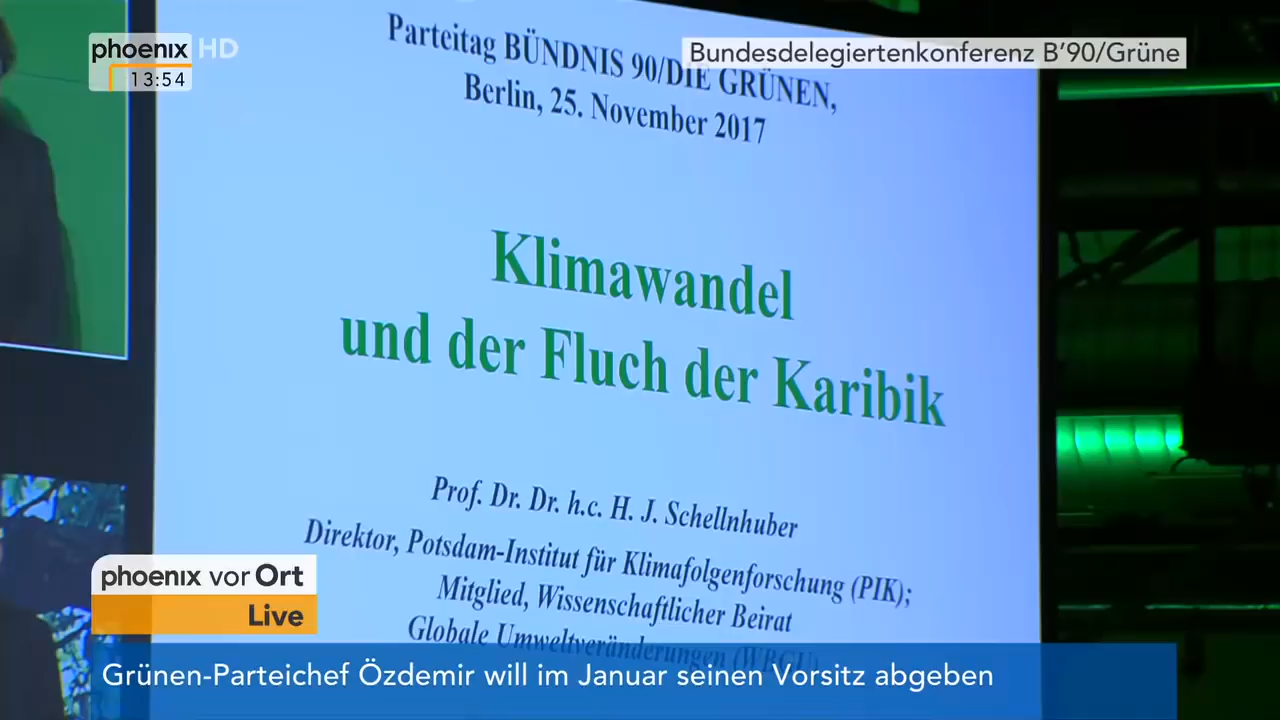 phoenix HD
13:54
Bundesdelegiertenkonferenz B'90/Grüne
Parteitag BÜNDNIS 90/DIE GRÜNEN,
Berlin, 25. November 2017
Klimawandel
und der Fluch der Karibik
Prof. Dr. Dr. h.c. H. J. Schellnhuber
Direktor, Potsdam-Institut für Klimafolgenforschung (PIK);
Mitglied, Wissenschaftlicher Beirat
Globale Umweltveränderungen (WBGU)
phoenix vor Ort
Live
Grünen-Parteichef Özdemir will im Januar seinen Vorsitz abgeben